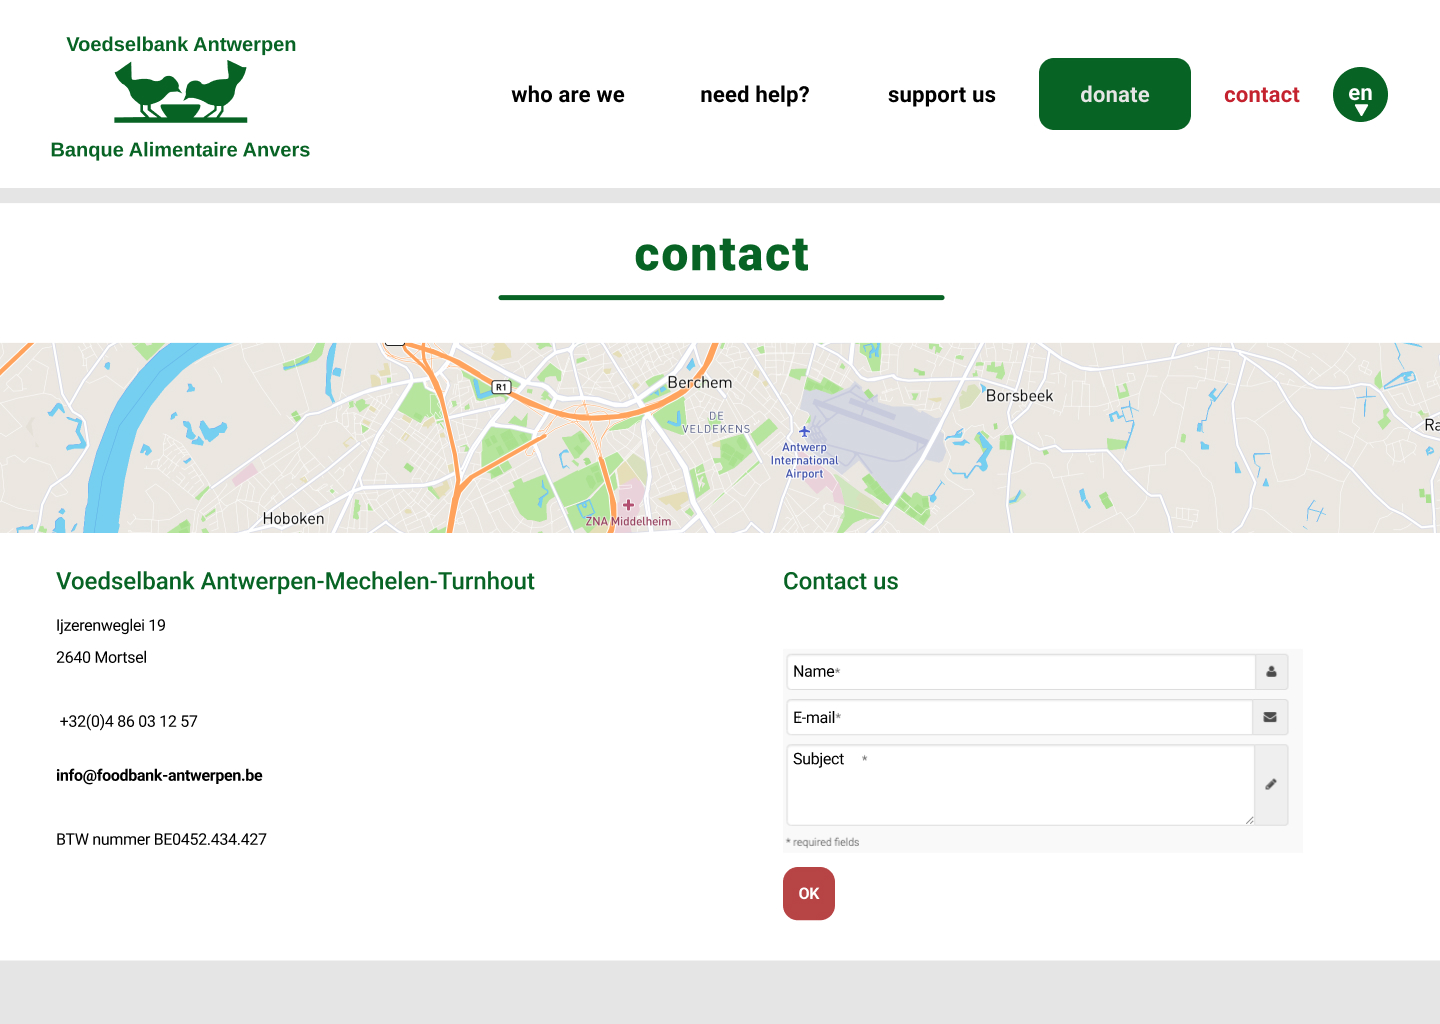 Voedselbank Antwerpen
Banque Alimentaire Anvers
who are we
need help?
support us
donate
contact
en
contact
R1
Berchem
Borsbeek
DE
VELDEKENS
Antwerp
International
Airport
Hoboken
ZNA Middelheim
Voedselbank Antwerpen-Mechelen-Turnhout
Ijzerenweglei 19
2640 Mortsel
+32(0)4 86 03 12 57
info@foodbank-antwerpen.be
BTW nummer BE0452.434.427
Contact us
Name*
E-mail*
Subject *
* required fields
OK